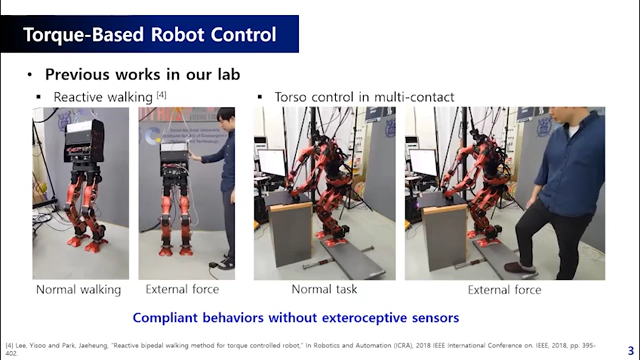 Torque-Based Robot Control
• Previous works in our lab
▪ Reactive walking [4]
▪ Torso control in multi-contact
Normal walking
External force
Normal task
External force
Compliant behaviors without exteroceptive sensors
[4] Lee, Yisoo and Park, Jaeheung, "Reactive bipedal walking method for torque controlled robot," In Robotics and Automation (ICRA), 2018 IEEE International Conference on. IEEE, 2018, pp. 395-
402.
3